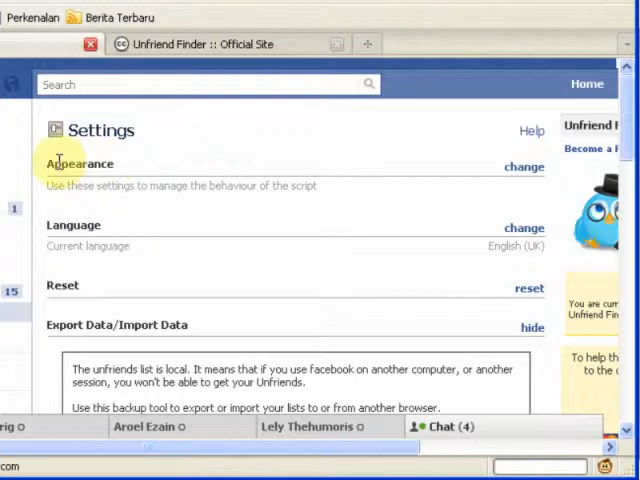 Perkenalan Berita Terbaru
Unfriend Finder :: Official Site
Search
Home
Settings
Help
Unfriend F
Become a F
Appearance
change
Use these settings to manage the behaviour of the script
1
Language
change
Current language
English (UK)
Reset
reset
15
You are curr
Unfriend Fin
Export Data/Import Data
hide
The unfriends list is local. It means that if you use facebook on another computer, or another
session, you won't be able to get your Unfriends.
Use this backup tool to export or import your lists to or from another browser.
To help th
to the c
rig
Aroel Ezain
Lely Thehumoris
Chat (4)
com